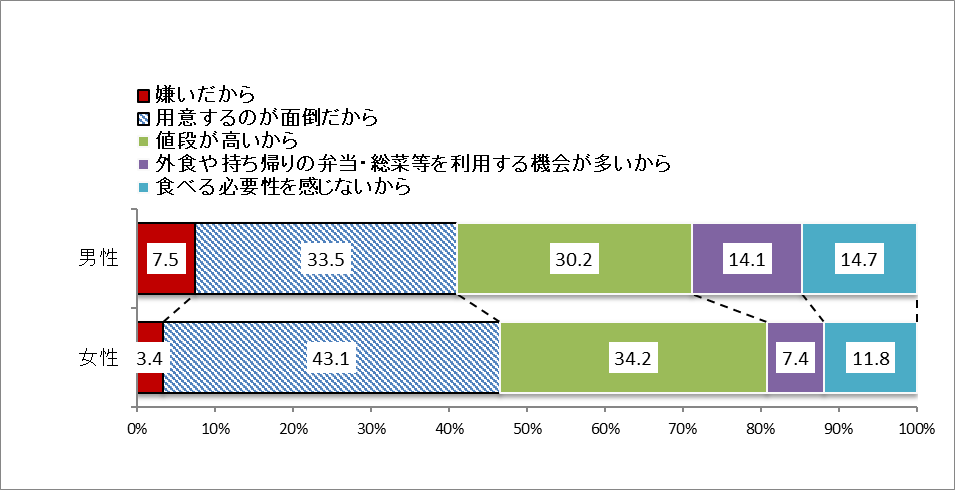 嫌いだから
用意するのが面倒だから
値段が高いから
外食や持ち帰りの弁当・総菜等を利用する機会が多いから
食べる必要性を感じないから
男性 7.5 33.5 30.2 14.1 14.7
女性 3.4 43.1 34.2 7.4 11.8
0% 10% 20% 30% 40% 50% 60% 70% 80% 90% 100%